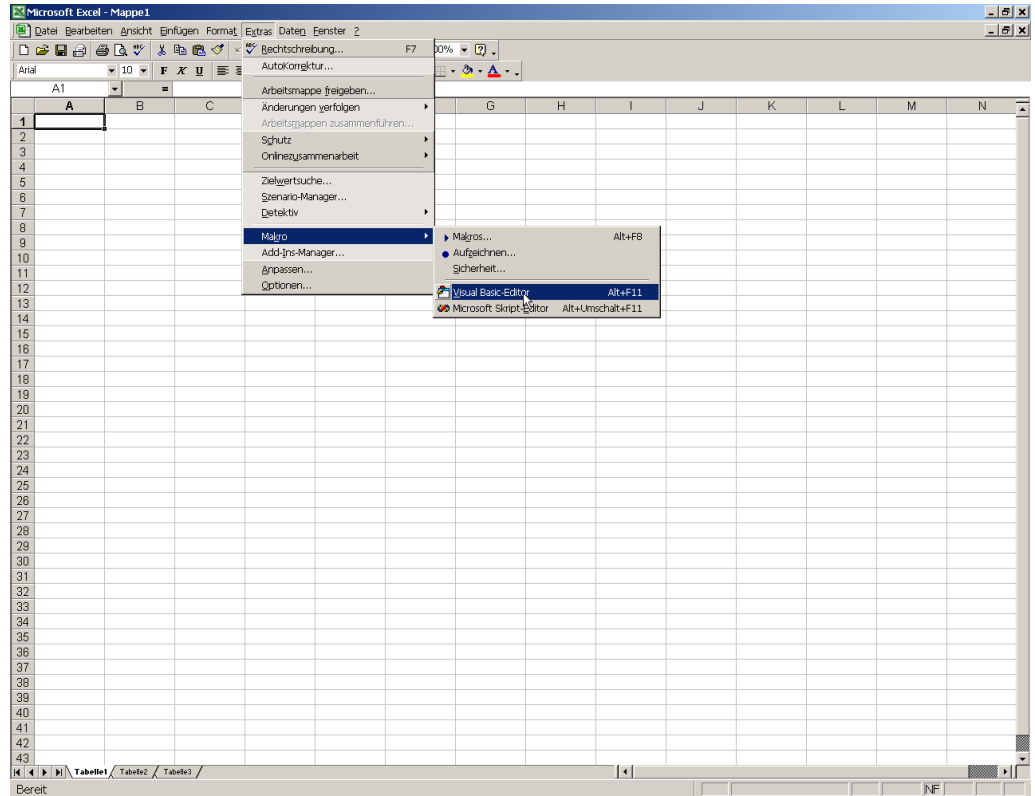 Microsoft Excel - Mappe1
Datei Bearbeiten Ansicht Einfügen Format Extras Daten Fenster ?
Rechtschreibung... F7
00%
Arial 10 F K U
AutoKorrektur...
A1 =
Arbeitsmappe freigeben...
Änderungen verfolgen
Arbeitsmappen zusammenführen...
Schutz
Onlinezusammenarbeit
Zielwertsuche...
Szenario-Manager...
Detektiv
Makro
Add-Ins-Manager...
Anpassen...
Optionen...
Makros... Alt+F8
Aufzeichnen...
Sicherheit...
Visual Basic-Editor Alt+F11
Microsoft Skript-Editor Alt+Umschalt+F11
A B C G H I J K L M N
1
2
3
4
5
6
7
8
9
10
11
12
13
14
15
16
17
18
19
20
21
22
23
24
25
26
27
28
29
30
31
32
33
34
35
36
37
38
39
40
41
42
43
Tabelle1 Tabelle2 Tabelle3
Bereit NF